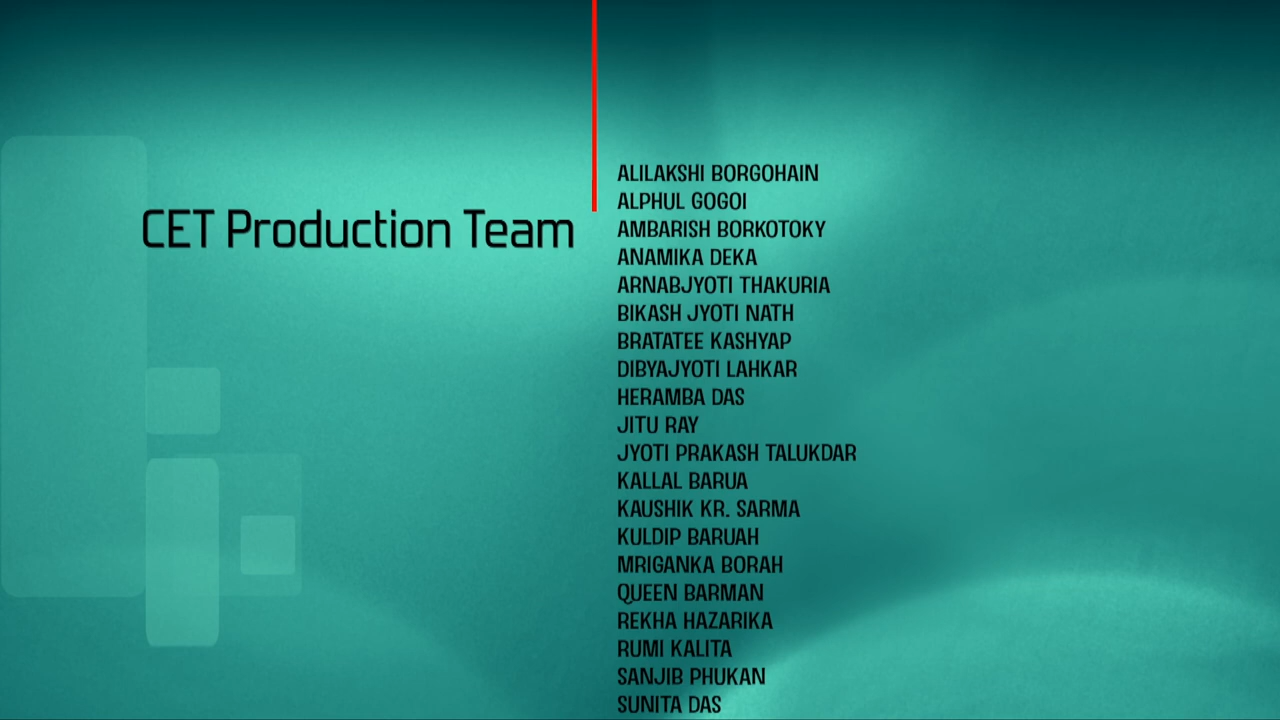 CET Production Team
ALILAKSHI BORGOHAIN
ALPHUL GOGOI
AMBARISH BORKOTOKY
ANAMIKA DEKA
ARNABJYOTI THAKURIA
BIKASH JYOTI NATH
BRATATEE KASHYAP
DIBYAJYOTI LAHKAR
HERAMBA DAS
JITU RAY
JYOTI PRAKASH TALUKDAR
KALLAL BARUA
KAUSHIK KR. SARMA
KULDIP BARUAH
MRIGANKA BORAH
QUEEN BARMAN
REKHA HAZARIKA
RUMI KALITA
SANJIB PHUKAN
SUNITA DAS